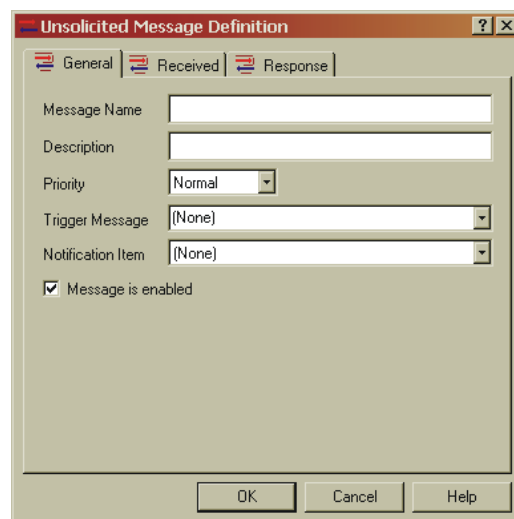 Unsolicited Message Definition
General Received Response
Message Name
Description
Priority Normal
Trigger Message (None)
Notification Item (None)
Message is enabled
OK Cancel Help